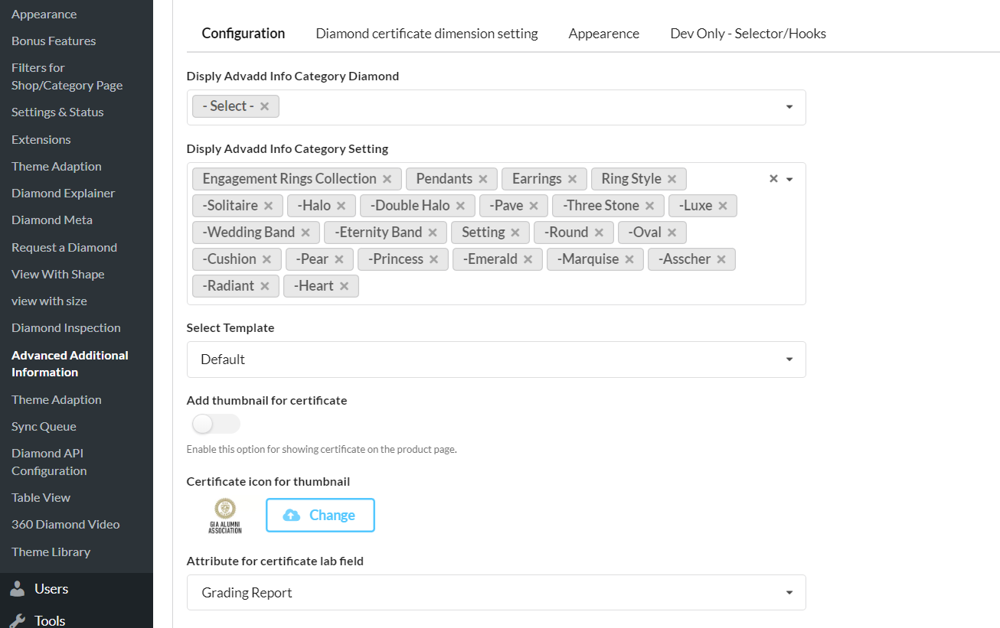 Appearance
Bonus Features
Filters for
Shop/Category Page
Settings & Status
Extensions
Theme Adaption
Diamond Explainer
Diamond Meta
Request a Diamond
View With Shape
view with size
Diamond Inspection
Advanced Additional
Information
Theme Adaption
Sync Queue
Diamond API
Configuration
Table View
360 Diamond Video
Theme Library
Users
Tools
Configuration Diamond certificate dimension setting Appearence Dev Only - Selector/Hooks
Disply Advadd Info Category Diamond
- Select - ×
Disply Advadd Info Category Setting
Engagement Rings Collection × Pendants × Earrings × Ring Style × ×
-Solitaire × -Halo × -Double Halo × -Pave × -Three Stone × -Luxe ×
-Wedding Band × -Eternity Band × Setting × -Round × -Oval ×
-Cushion × -Pear × -Princess × -Emerald × -Marquise × -Asscher ×
-Radiant × -Heart ×
Select Template
Default
Add thumbnail for certificate
Enable this option for showing certificate on the product page.
Certificate icon for thumbnail
GIA ALUMNI
ASSOCIATION
Change
Attribute for certificate lab field
Grading Report